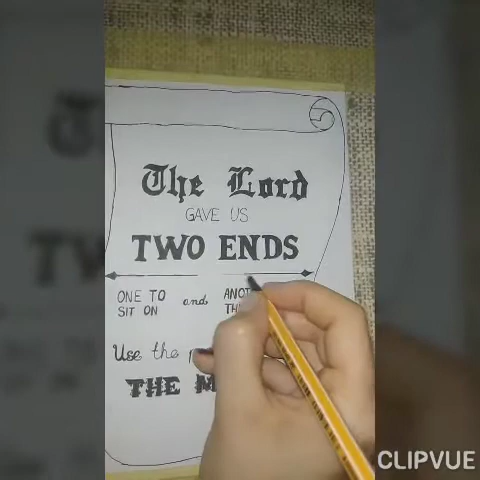 The Lord
GAVE US
TWO ENDS
ONE TO and
SIT ON
Use the
THE
CLIPVUE